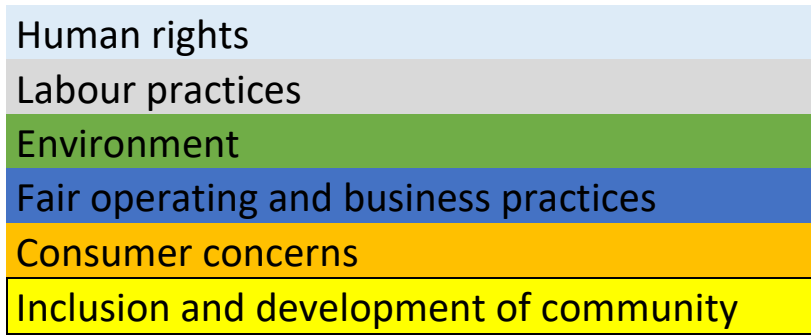 Human rights
Labour practices
Environment
Fair operating and business practices
Consumer concerns
Inclusion and development of community